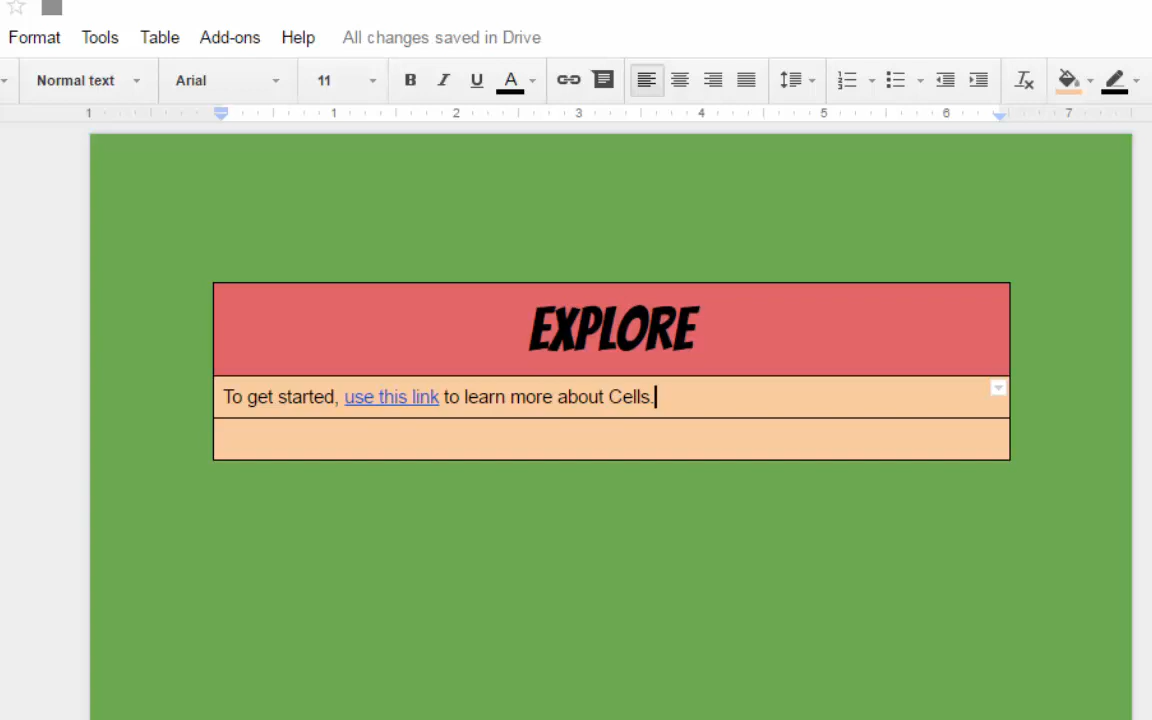 Format Tools Table Add-ons Help All changes saved in Drive
Normal text Arial 11 B I U A
1 1 2 3 4 5 6 7
EXPLORE
To get started, use this link to learn more about Cells.